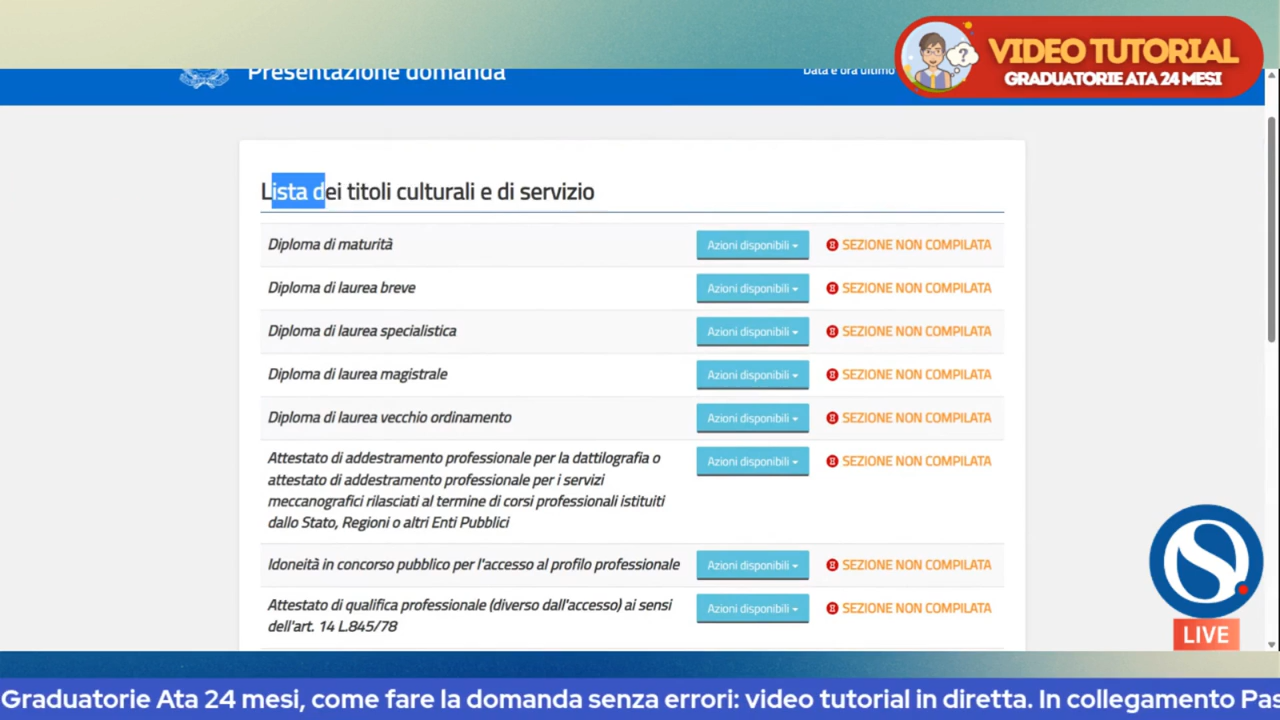 VIDEO TUTORIAL
GRADUATORIE ATA 24 MESI
Presentazione domanda
Data e ora ultimo
Lista dei titoli culturali e di servizio
Diploma di maturità
Azioni disponibili
SEZIONE NON COMPILATA
Diploma di laurea breve
Azioni disponibili
SEZIONE NON COMPILATA
Diploma di laurea specialistica
Azioni disponibili
SEZIONE NON COMPILATA
Diploma di laurea magistrale
Azioni disponibili
SEZIONE NON COMPILATA
Diploma di laurea vecchio ordinamento
Azioni disponibili
SEZIONE NON COMPILATA
Attestato di addestramento professionale per la dattilografia o
attestato di addestramento professionale per i servizi
meccanografici rilasciati al termine di corsi professionali istituiti
dallo Stato, Regioni o altri Enti Pubblici
Azioni disponibili
SEZIONE NON COMPILATA
Idoneità in concorso pubblico per l'accesso al profilo professionale
Azioni disponibili
SEZIONE NON COMPILATA
Attestato di qualifica professionale (diverso dall'accesso) ai sensi
dell'art. 14 L.845/78
Azioni disponibili
SEZIONE NON COMPILATA
LIVE
Graduatorie Ata 24 mesi, come fare la domanda senza errori: video tutorial in diretta. In collegamento Pas